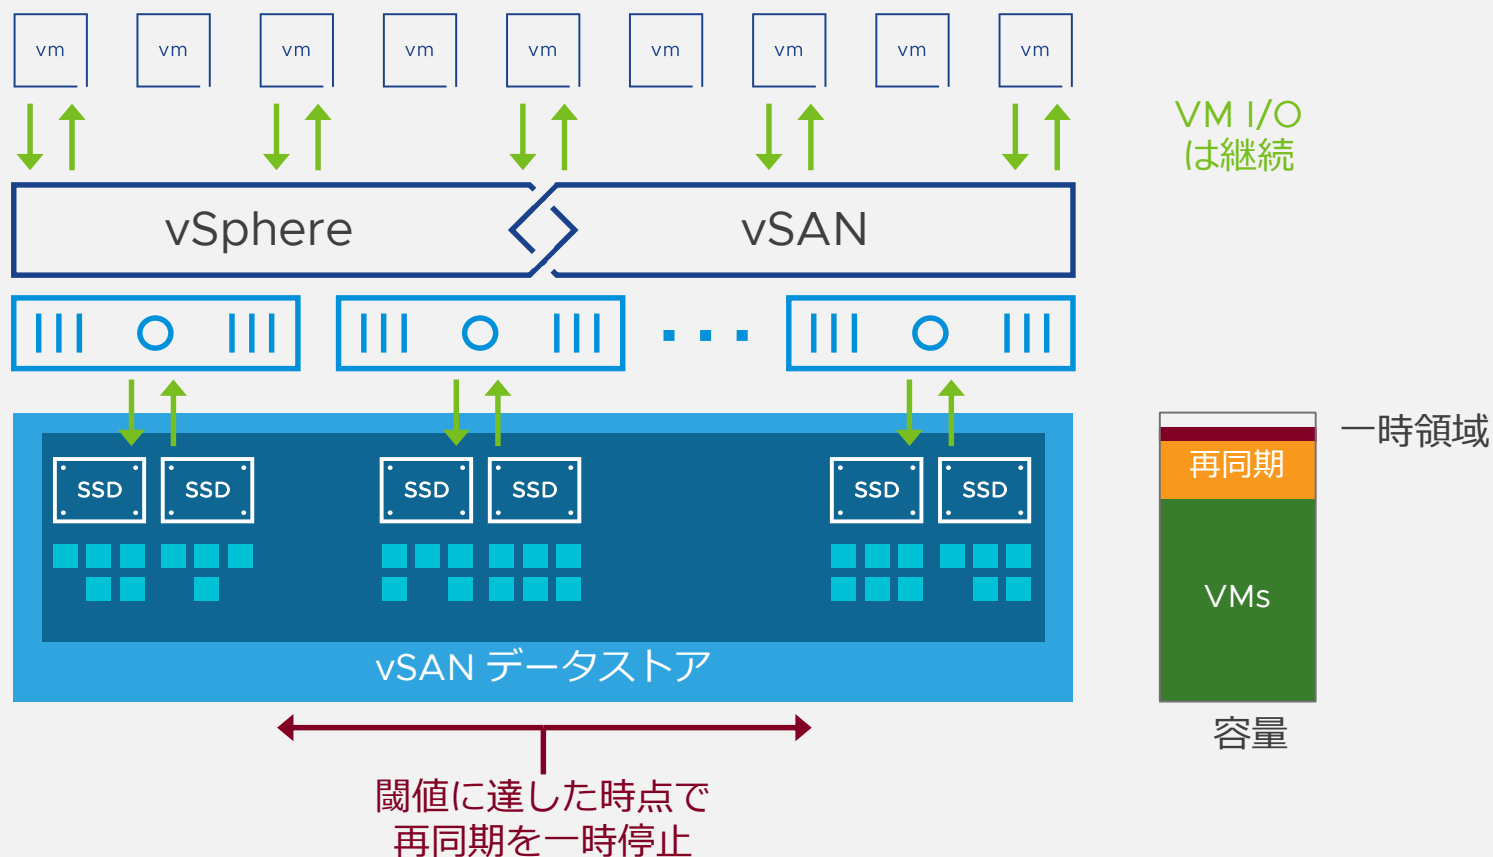 vm vm vm vm vm vm vm vm vm
VM I/O
は継続
vSphere vSAN
一時領域
再同期
SSD SSD SSD SSD SSD SSD
VMs
vSAN データストア
容量
閾値に達した時点で
再同期を一時停止